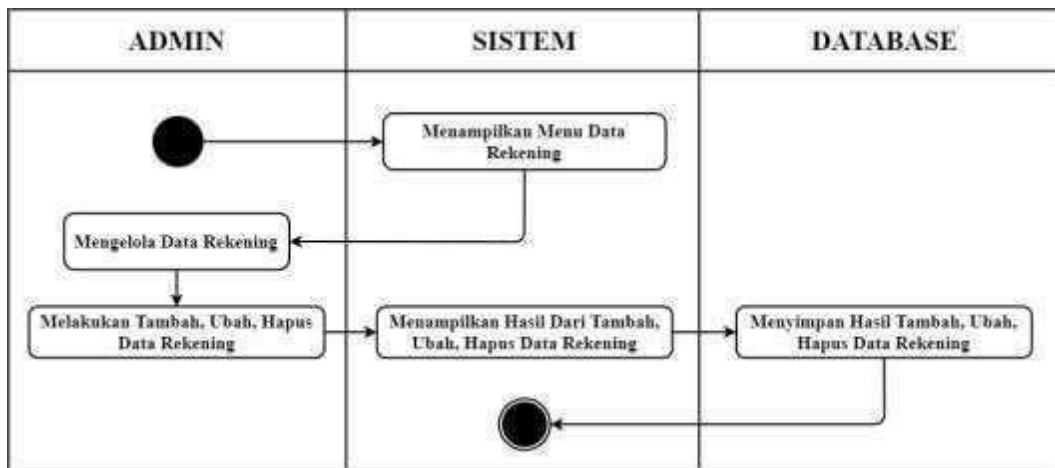 ADMIN
SISTEM
DATABASE
Menampilkan Menu Data
Rekening
Mengelola Data Rekening
Melakukan Tambah, Ubah, Hapus
Data Rekening
Menampilkan Hasil Dari Tambah,
Ubah, Hapus Data Rekening
Menyimpan Hasil Tambah, Ubah,
Hapus Data Rekening